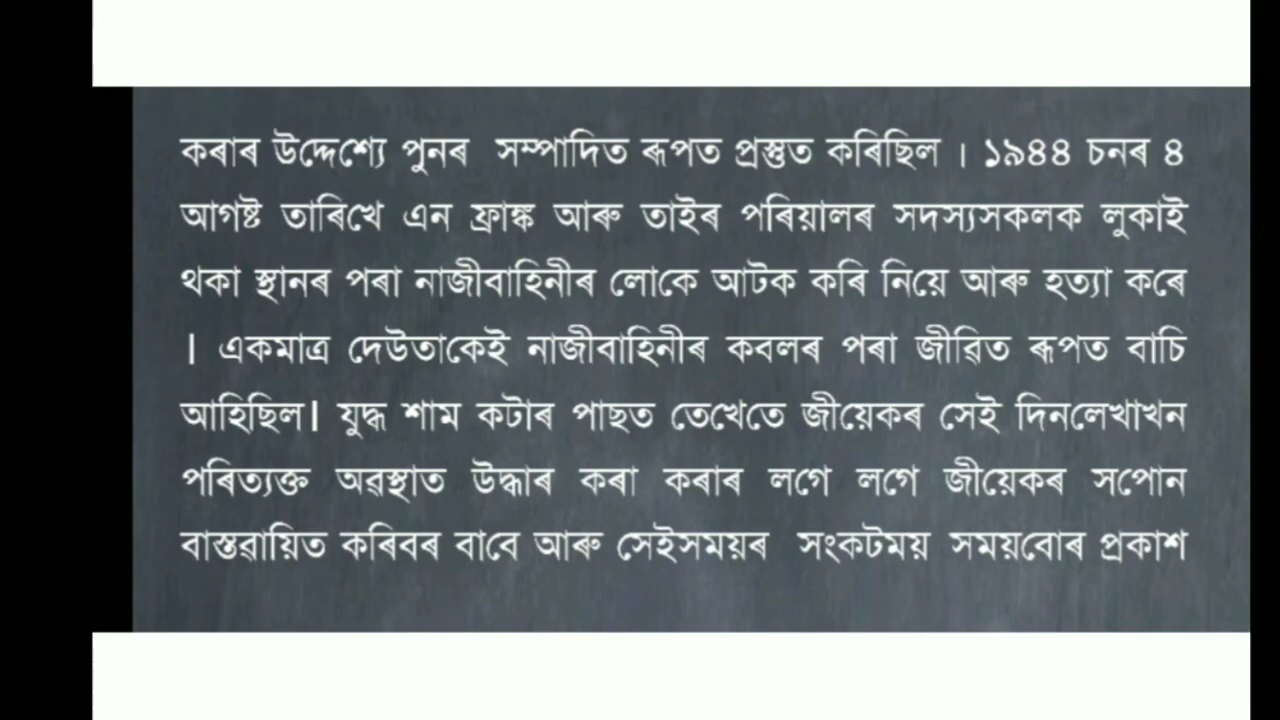 কৰাৰ উদ্দেশ্যে পুনৰ সম্পাদিত ৰূপত প্ৰস্তুত কৰিছিল । ১৯৪৪ চনৰ ৪
আগষ্ট তাৰিখে এন ফ্ৰাঙ্ক আৰু তাইৰ পৰিয়ালৰ সদস্যসকলক লুকাই
থকা স্থানৰ পৰা নাজীবাহিনীৰ লোকে আটক কৰি নিয়ে আৰু হত্যা কৰে
। একমাত্ৰ দেউতাকেই নাজীবাহিনীৰ কবলৰ পৰা জীৱিত ৰূপত বাচি
আহিছিল। যুদ্ধ শাম কটাৰ পাছত তেখেতে জীয়েকৰ সেই দিনলেখাখন
পৰিত্যক্ত অৱস্থাত উদ্ধাৰ কৰা কৰাৰ লগে লগে জীয়েকৰ সপোন
বাস্তৱায়িত কৰিবৰ বাবে আৰু সেইসময়ৰ সংকটময় সময়বোৰ প্ৰকাশ